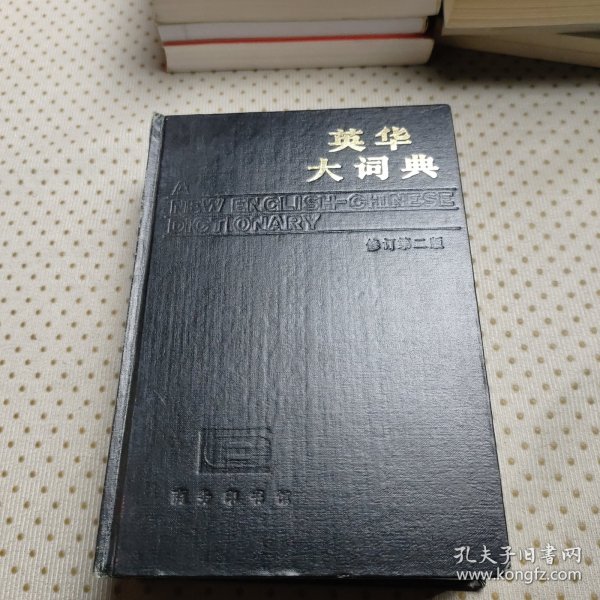 英华
大词典
A
NEW ENGLISH-CHINESE
DICTIONARY
修订第二版
商务印书馆
孔夫子旧书网
www.kongfz.com